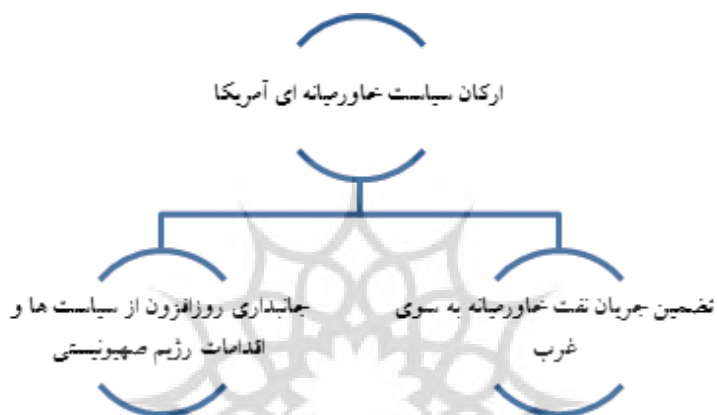 ارکان سیاست خاورمیانه ای آمریکا
تضمین جریان نفت خاورمیانه به سوی
غرب
جانبداری روزافزون از سیاست ها و
اقدامات رژیم صهیونیستی